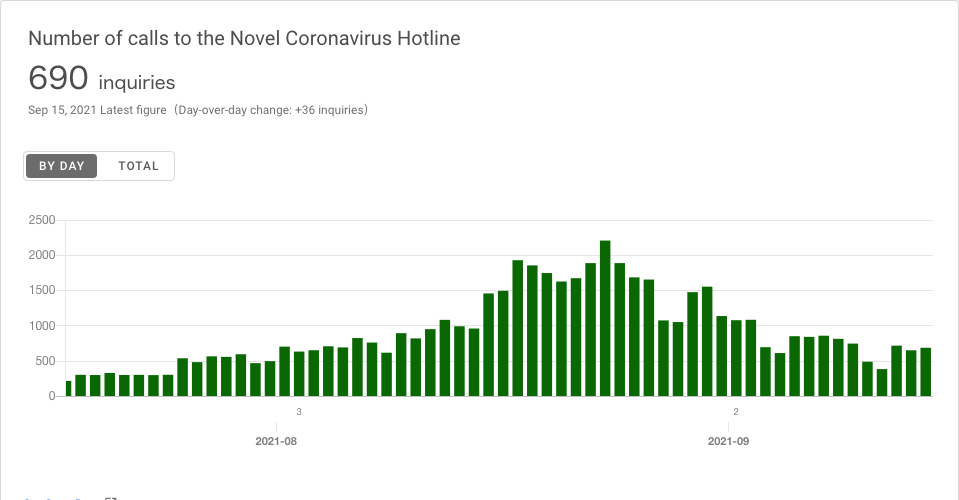 Number of calls to the Novel Coronavirus Hotline
690 inquiries
Sep 15, 2021 Latest figure（Day-over-day change: +36 inquiries）
BY DAY TOTAL
2500
2000
1500
1000
500
0
3 2
2021-08 2021-09